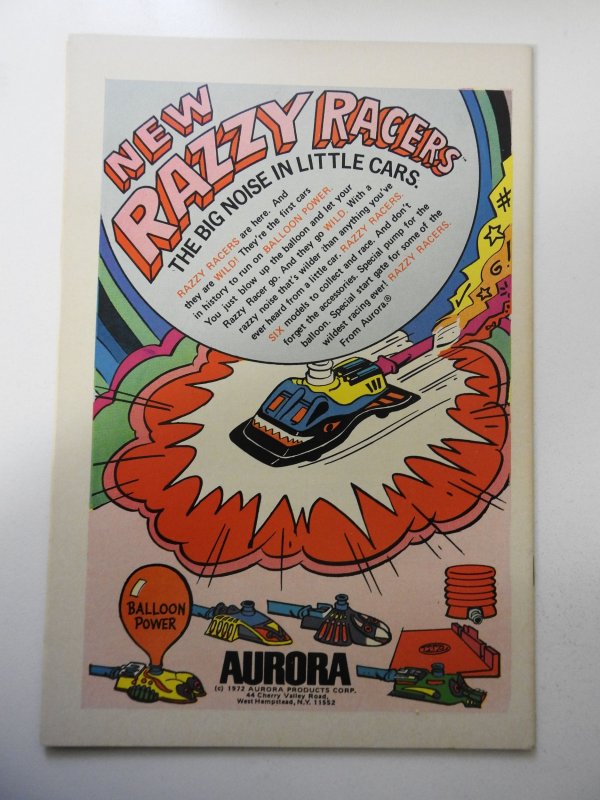 NEW
RAZZY RACERS™
THE BIG NOISE IN LITTLE CARS.
RAZZY RACERS are here. And
they are WILD! They're the first cars
in history to run on BALLOON POWER.
You just blow up the balloon and let your
Razzy Racer go. And they go WILD. With a
razzy noise that's wilder than anything you've
ever heard from a little car. RAZZY RACERS.
SIX models to collect and race. And don't
forget the accessories. Special pump for the
balloon. Special start gate for some of the
wildest racing ever! RAZZY RACERS.
From Aurora.®
#
!
BALLOON
POWER
AURORA
(c) 1972 AURORA PRODUCTS CORP.
44 Cherry Valley Road,
West Hempstead, N.Y. 11552